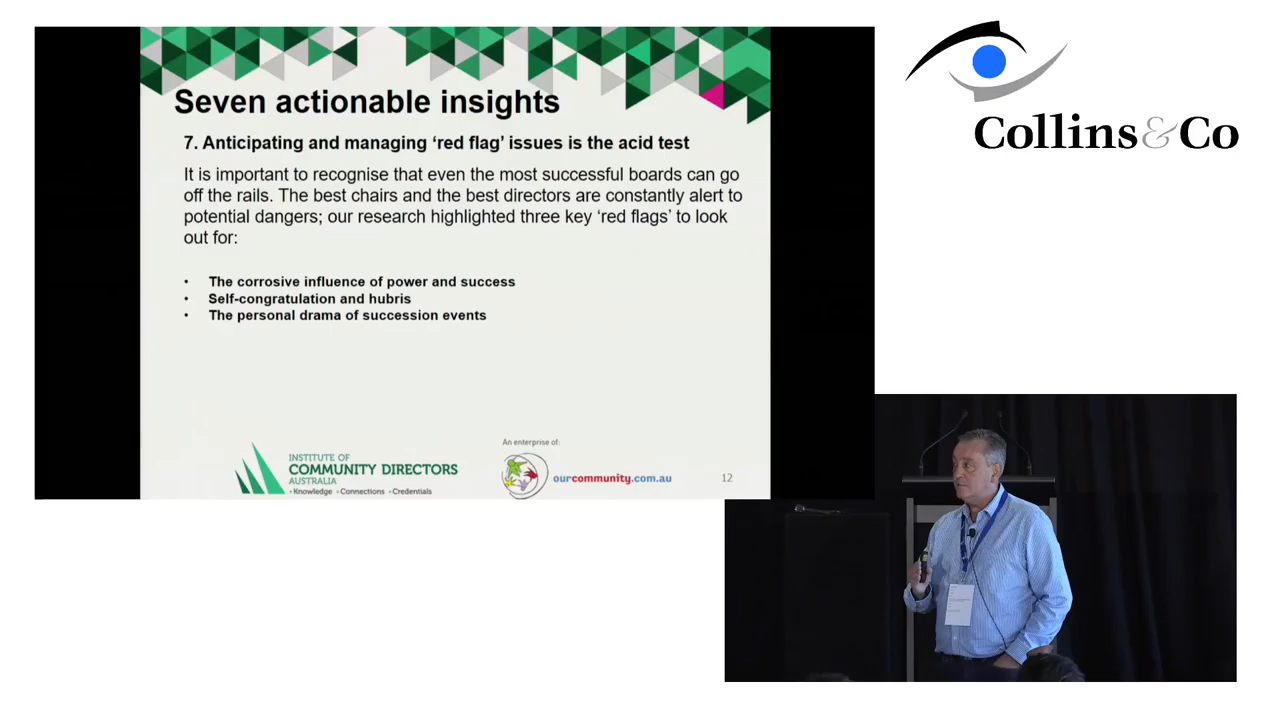 Seven actionable insights
7. Anticipating and managing ‘red flag’ issues is the acid test
It is important to recognise that even the most successful boards can go
off the rails. The best chairs and the best directors are constantly alert to
potential dangers; our research highlighted three key ‘red flags’ to look
out for:
• The corrosive influence of power and success
• Self-congratulation and hubris
• The personal drama of succession events
INSTITUTE OF
COMMUNITY DIRECTORS
AUSTRALIA
• Knowledge • Connections • Credentials
An enterprise of:
ourcommunity.com.au
12
Collins&Co